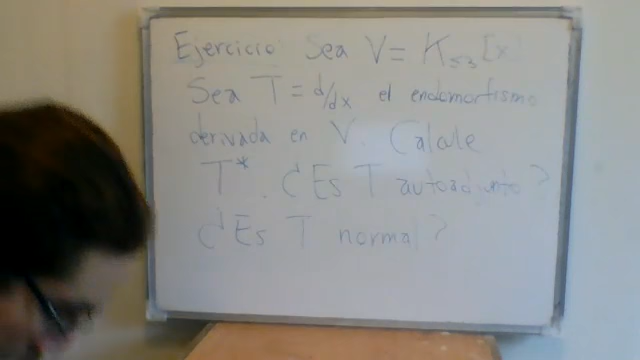 Ejercicio: Sea V = K≤3[x]
Sea T = d/dx el endomorfismo
derivada en V. Calcule
T*. ¿Es T autoadjunto?
¿Es T normal?